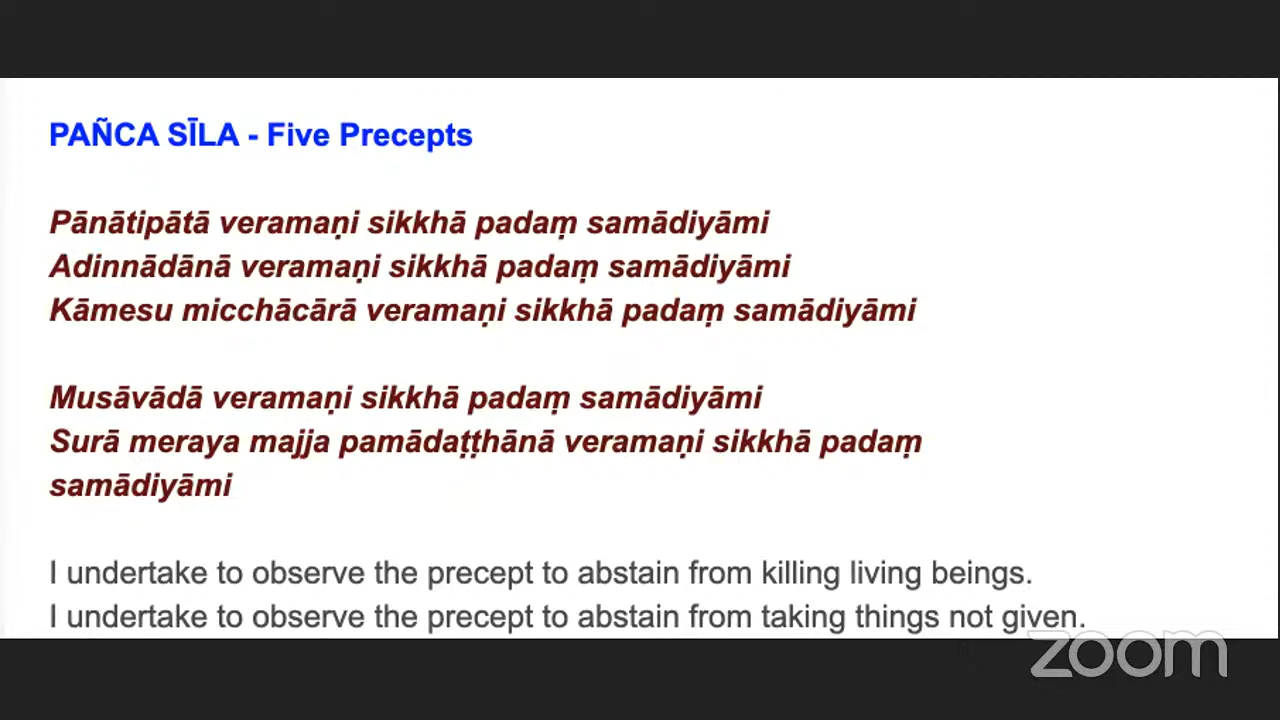 PAÑCA SĪLA - Five Precepts
Pānātipātā veramaṇi sikkhā padaṃ samādiyāmi
Adinnādānā veramaṇi sikkhā padaṃ samādiyāmi
Kāmesu micchācārā veramaṇi sikkhā padaṃ samādiyāmi
Musāvādā veramaṇi sikkhā padaṃ samādiyāmi
Surā meraya majja pamādaṭṭhānā veramaṇi sikkhā padaṃ
samādiyāmi
I undertake to observe the precept to abstain from killing living beings.
I undertake to observe the precept to abstain from taking things not given.
zoom